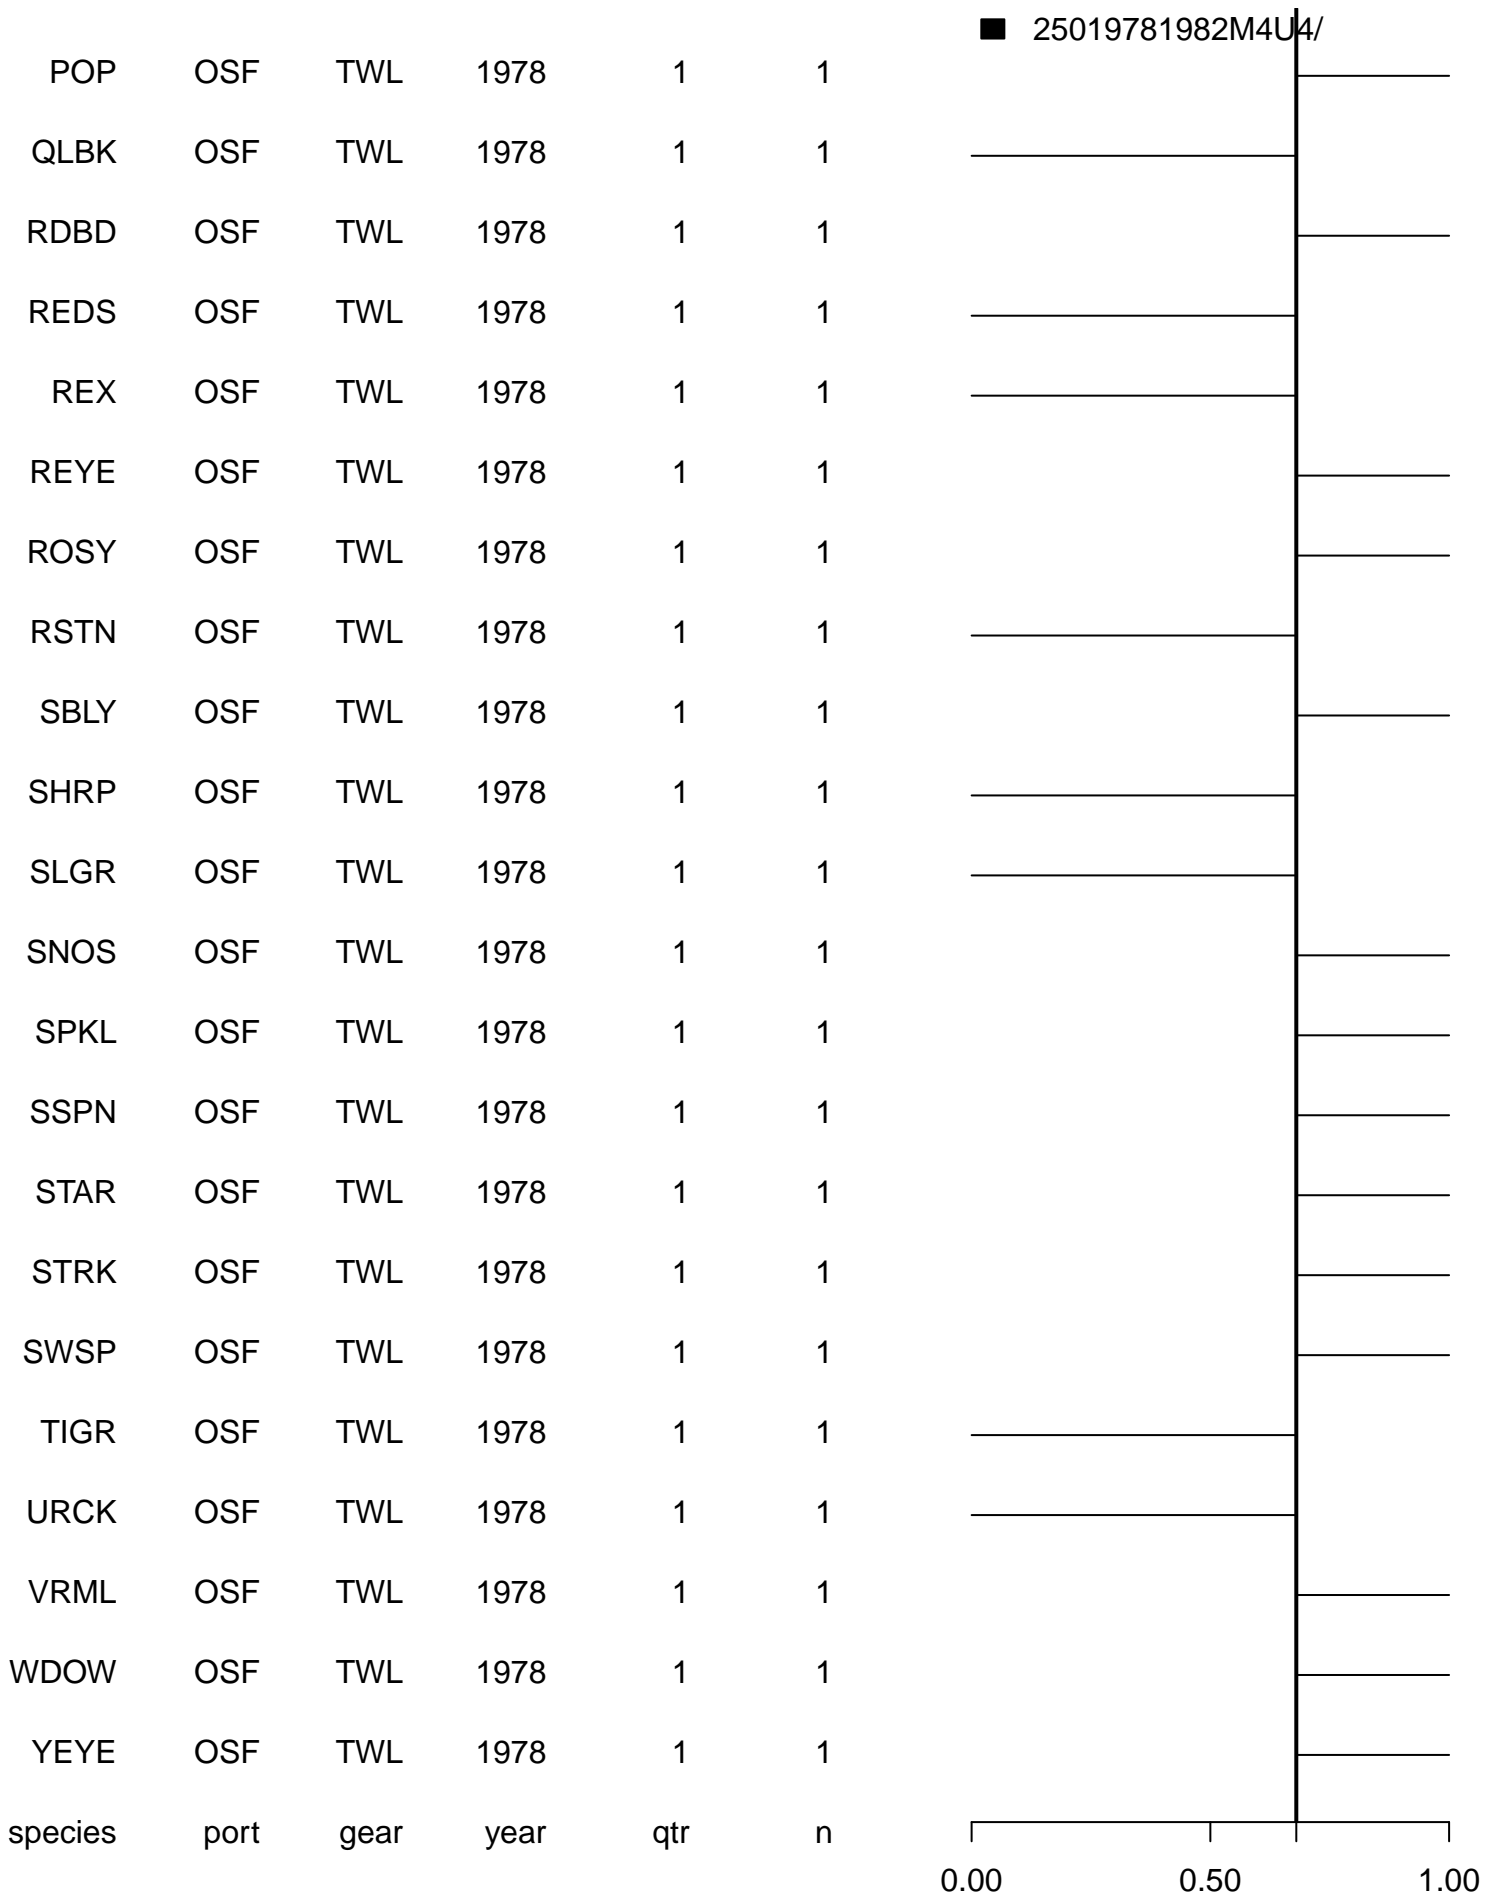 25019781982M4U4/
POP OSF TWL 1978 1 1
QLBK OSF TWL 1978 1 1
RDBD OSF TWL 1978 1 1
REDS OSF TWL 1978 1 1
REX OSF TWL 1978 1 1
REYE OSF TWL 1978 1 1
ROSY OSF TWL 1978 1 1
RSTN OSF TWL 1978 1 1
SBLY OSF TWL 1978 1 1
SHRP OSF TWL 1978 1 1
SLGR OSF TWL 1978 1 1
SNOS OSF TWL 1978 1 1
SPKL OSF TWL 1978 1 1
SSPN OSF TWL 1978 1 1
STAR OSF TWL 1978 1 1
STRK OSF TWL 1978 1 1
SWSP OSF TWL 1978 1 1
TIGR OSF TWL 1978 1 1
URCK OSF TWL 1978 1 1
VRML OSF TWL 1978 1 1
WDOW OSF TWL 1978 1 1
YEYE OSF TWL 1978 1 1
species port gear year qtr n
0.00 0.50 1.00